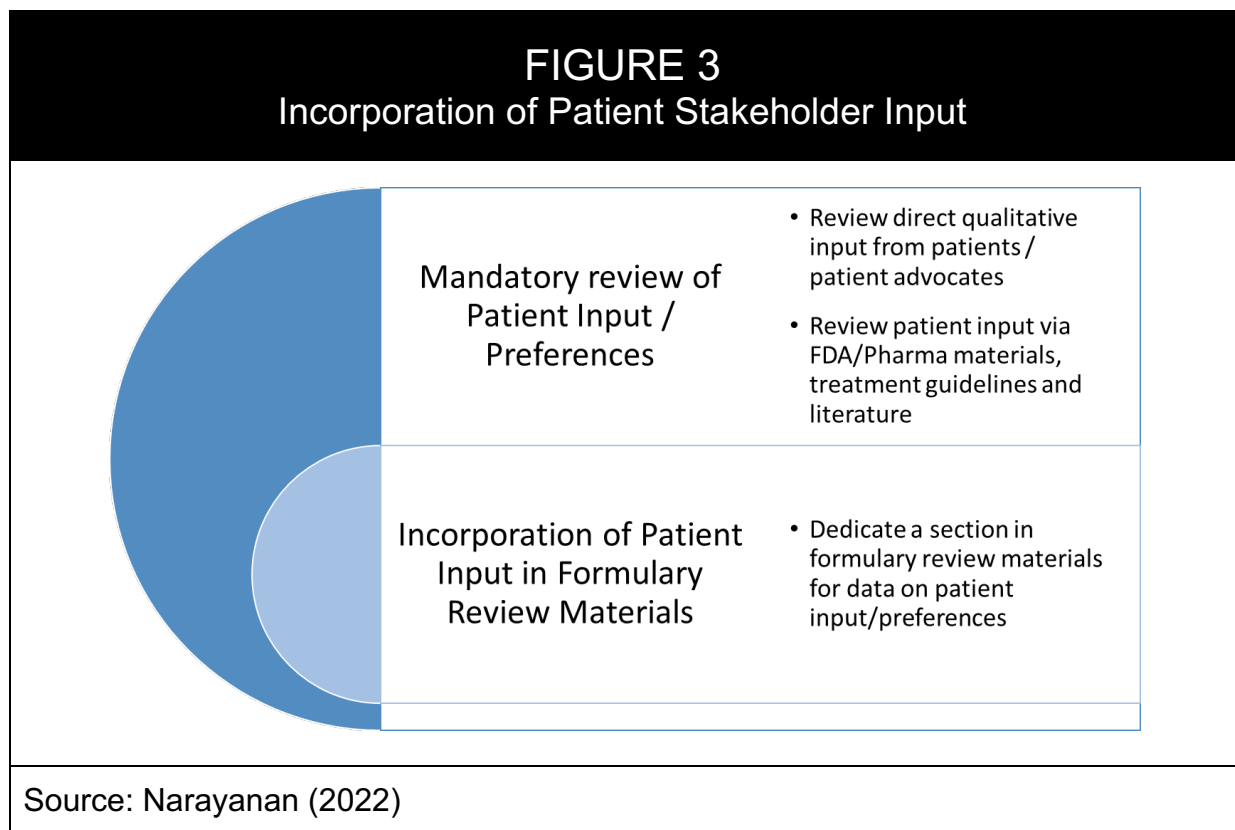 FIGURE 3
Incorporation of Patient Stakeholder Input
Mandatory review of
Patient Input /
Preferences
• Review direct qualitative
input from patients /
patient advocates
• Review patient input via
FDA/Pharma materials,
treatment guidelines and
literature
Incorporation of Patient
Input in Formulary
Review Materials
• Dedicate a section in
formulary review materials
for data on patient
input/preferences
Source: Narayanan (2022)